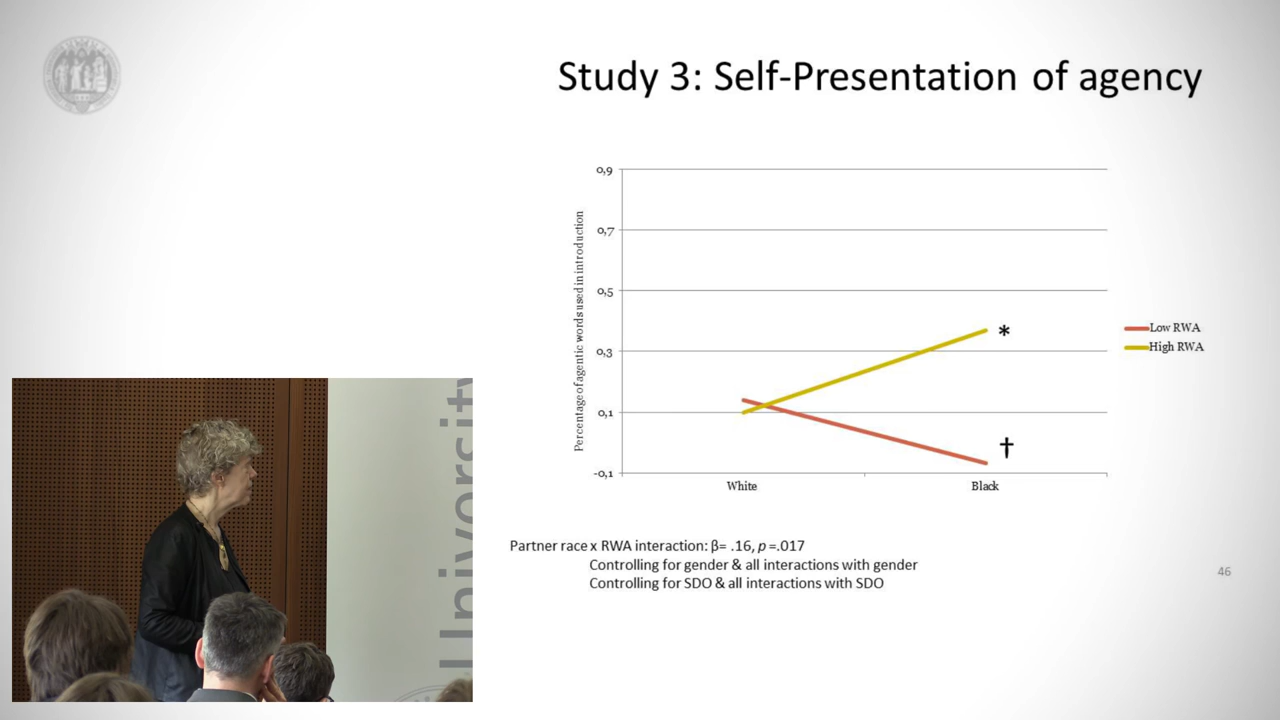 Study 3: Self-Presentation of agency
Percentage of agentic words used in introduction
0,9
0,7
0,5
0,3
0,1
-0,1
White
Black
*
†
Low RWA
High RWA
Partner race x RWA interaction: β= .16, p =.017
Controlling for gender & all interactions with gender
Controlling for SDO & all interactions with SDO
46
University